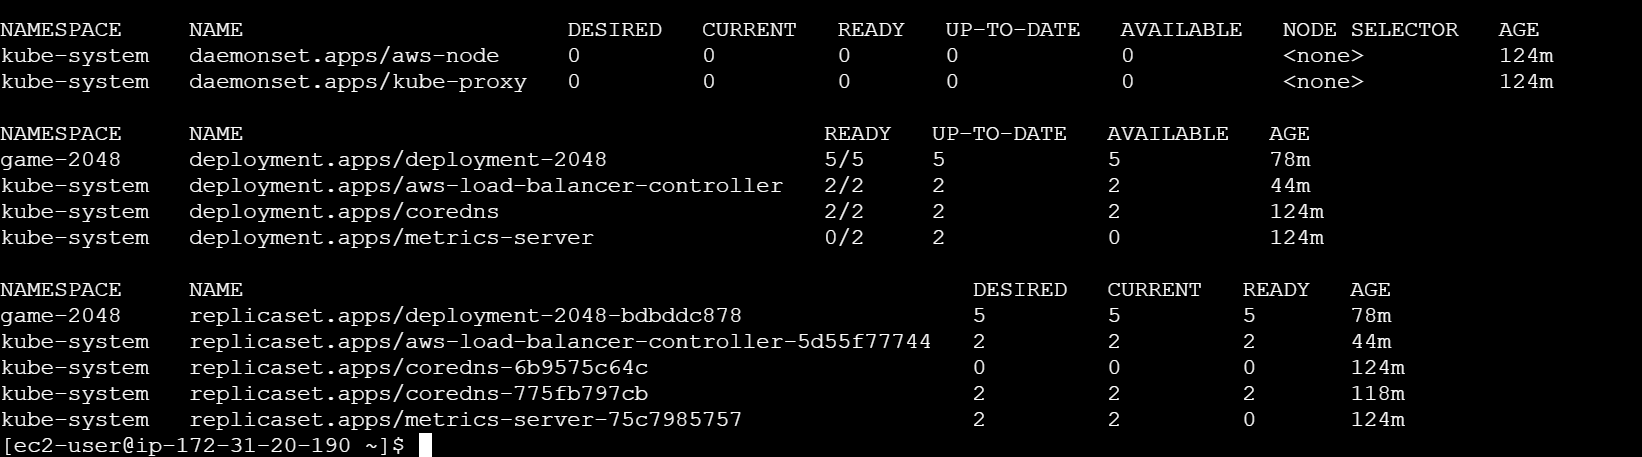 NAMESPACE     NAME                        DESIRED   CURRENT   READY   UP-TO-DATE   AVAILABLE   NODE SELECTOR   AGE
kube-system   daemonset.apps/aws-node     0         0         0       0            0           <none>          124m
kube-system   daemonset.apps/kube-proxy   0         0         0       0            0           <none>          124m

NAMESPACE     NAME                                           READY   UP-TO-DATE   AVAILABLE   AGE
game-2048     deployment.apps/deployment-2048                5/5     5            5           78m
kube-system   deployment.apps/aws-load-balancer-controller   2/2     2            2           44m
kube-system   deployment.apps/coredns                        2/2     2            2           124m
kube-system   deployment.apps/metrics-server                 0/2     2            0           124m

NAMESPACE     NAME                                                      DESIRED   CURRENT   READY   AGE
game-2048     replicaset.apps/deployment-2048-bdbddc878                 5         5         5       78m
kube-system   replicaset.apps/aws-load-balancer-controller-5d55f77744   2         2         2       44m
kube-system   replicaset.apps/coredns-6b9575c64c                        0         0         0       124m
kube-system   replicaset.apps/coredns-775fb797cb                        2         2         2       118m
kube-system   replicaset.apps/metrics-server-75c7985757                 2         2         0       124m
[ec2-user@ip-172-31-20-190 ~]$